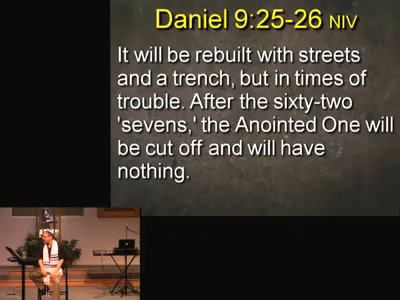 Daniel 9:25-26 NIV
It will be rebuilt with streets
and a trench, but in times of
trouble. After the sixty-two
'sevens,' the Anointed One will
be cut off and will have
nothing.